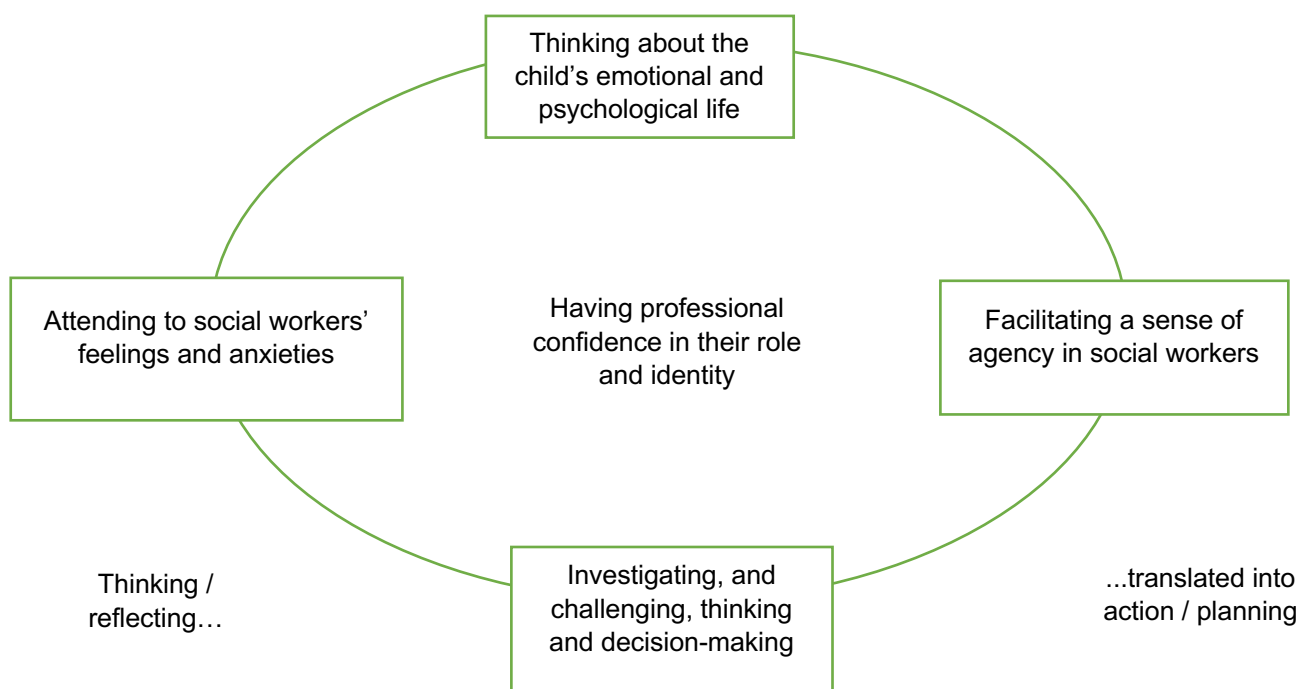 Thinking about the
child’s emotional and
psychological life
Attending to social workers’
feelings and anxieties
Having professional
confidence in their role
and identity
Facilitating a sense of
agency in social workers
Thinking /
reflecting…
Investigating, and
challenging, thinking
and decision-making
...translated into
action / planning